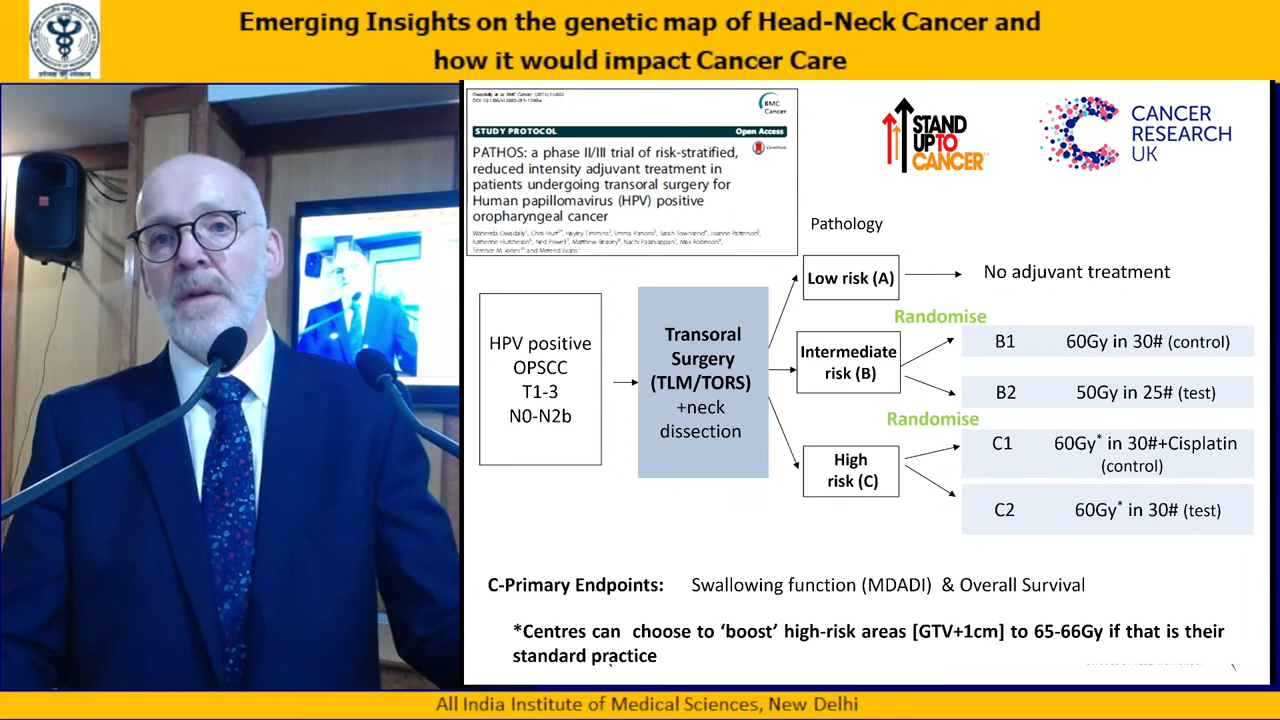 Emerging Insights on the genetic map of Head-Neck Cancer and
how it would impact Cancer Care
BMC
Cancer
STUDY PROTOCOL
Open Access
PATHOS: a phase II/III trial of risk-stratified,
reduced intensity adjuvant treatment in
patients undergoing transoral surgery for
Human papillomavirus (HPV) positive
oropharyngeal cancer
STAND
UP TO
CANCER
CANCER
RESEARCH
UK
Pathology
HPV positive
OPSCC
T1-3
N0-N2b
Transoral
Surgery
(TLM/TORS)
+neck
dissection
Low risk (A)
No adjuvant treatment
Randomise
Intermediate
risk (B)
B1 60Gy in 30# (control)
B2 50Gy in 25# (test)
Randomise
High
risk (C)
C1 60Gy* in 30#+Cisplatin
(control)
C2 60Gy* in 30# (test)
C-Primary Endpoints: Swallowing function (MDADI) & Overall Survival
*Centres can choose to ‘boost’ high-risk areas [GTV+1cm] to 65-66Gy if that is their
standard practice
All India Institute of Medical Sciences, New Delhi